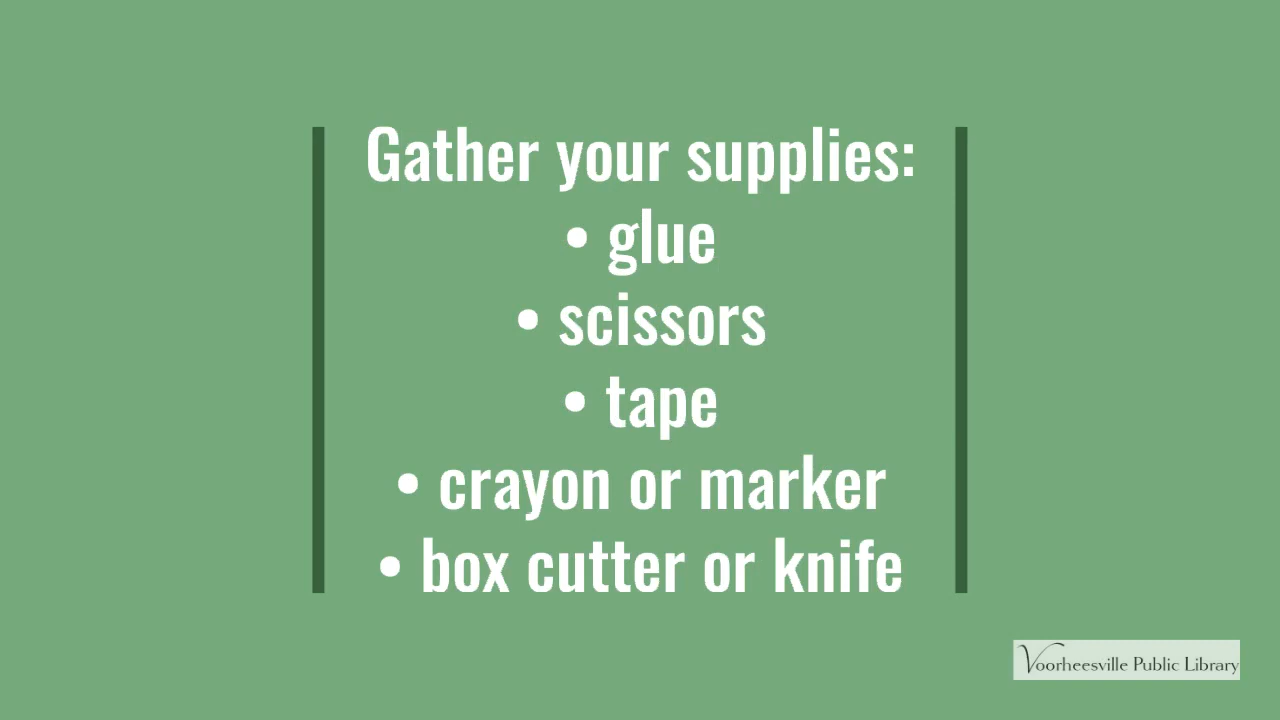 Gather your supplies:
• glue
• scissors
• tape
• crayon or marker
• box cutter or knife
Voorheesville Public Library